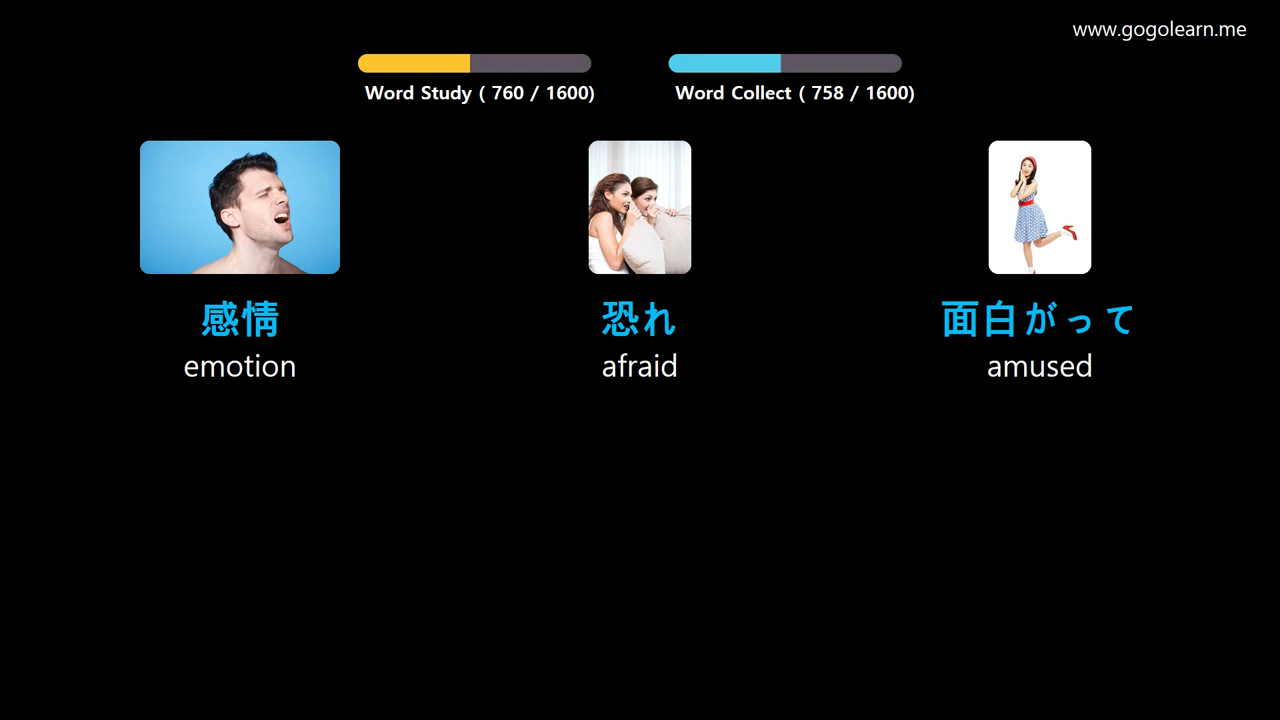 www.gogolearn.me
Word Study ( 760 / 1600)
Word Collect ( 758 / 1600)
感情
恐れ
面白がって
emotion
afraid
amused